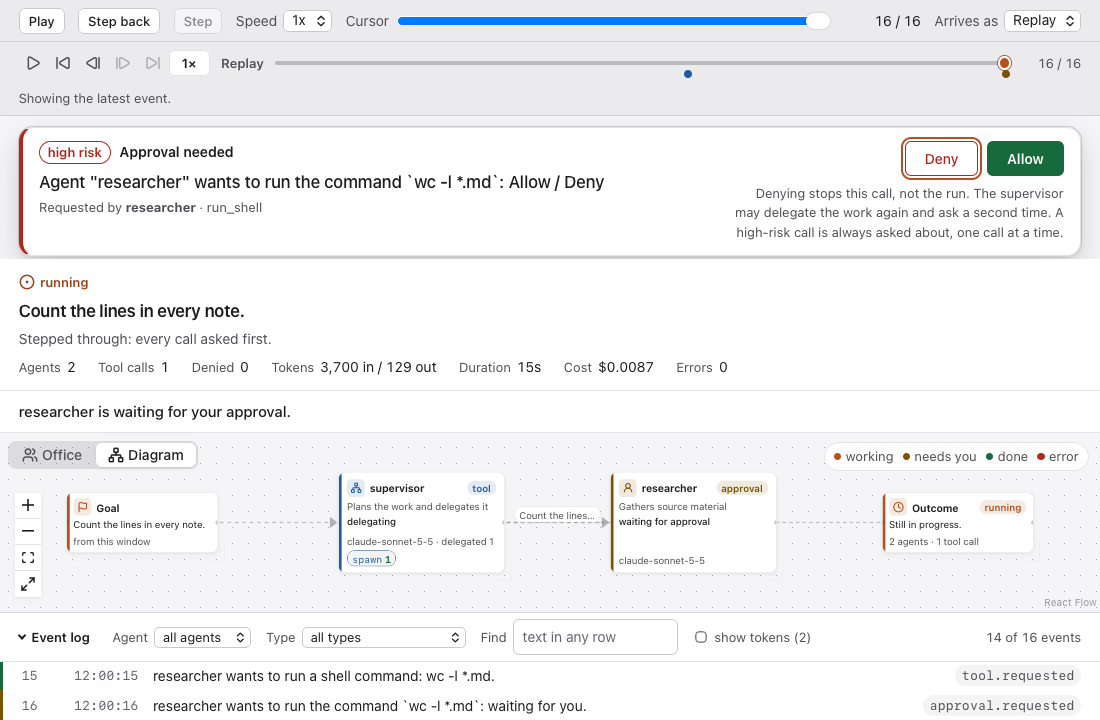 Play Step back Step Speed 1x Cursor 16 / 16 Arrives as Replay
1x Replay 16 / 16
Showing the latest event.
high risk Approval needed
Agent "researcher" wants to run the command `wc -l *.md`: Allow / Deny
Requested by researcher · run_shell
Deny Allow
Denying stops this call, not the run. The supervisor
may delegate the work again and ask a second time. A
high-risk call is always asked about, one call at a time.
running
Count the lines in every note.
Stepped through: every call asked first.
Agents 2 Tool calls 1 Denied 0 Tokens 3,700 in / 129 out Duration 15s Cost $0.0087 Errors 0
researcher is waiting for your approval.
Office Diagram
working needs you done error
Goal
Count the lines in every note.
from this window
supervisor tool
Plans the work and delegates it
delegating
claude-sonnet-5-5 · delegated 1
spawn 1
Count the lines...
researcher approval
Gathers source material
waiting for approval
claude-sonnet-5-5
Outcome running
Still in progress.
2 agents · 1 tool call
React Flow
Event log Agent all agents Type all types Find text in any row show tokens (2) 14 of 16 events
15 12:00:15 researcher wants to run a shell command: wc -l *.md. tool.requested
16 12:00:16 researcher wants to run the command `wc -l *.md`: waiting for you. approval.requested